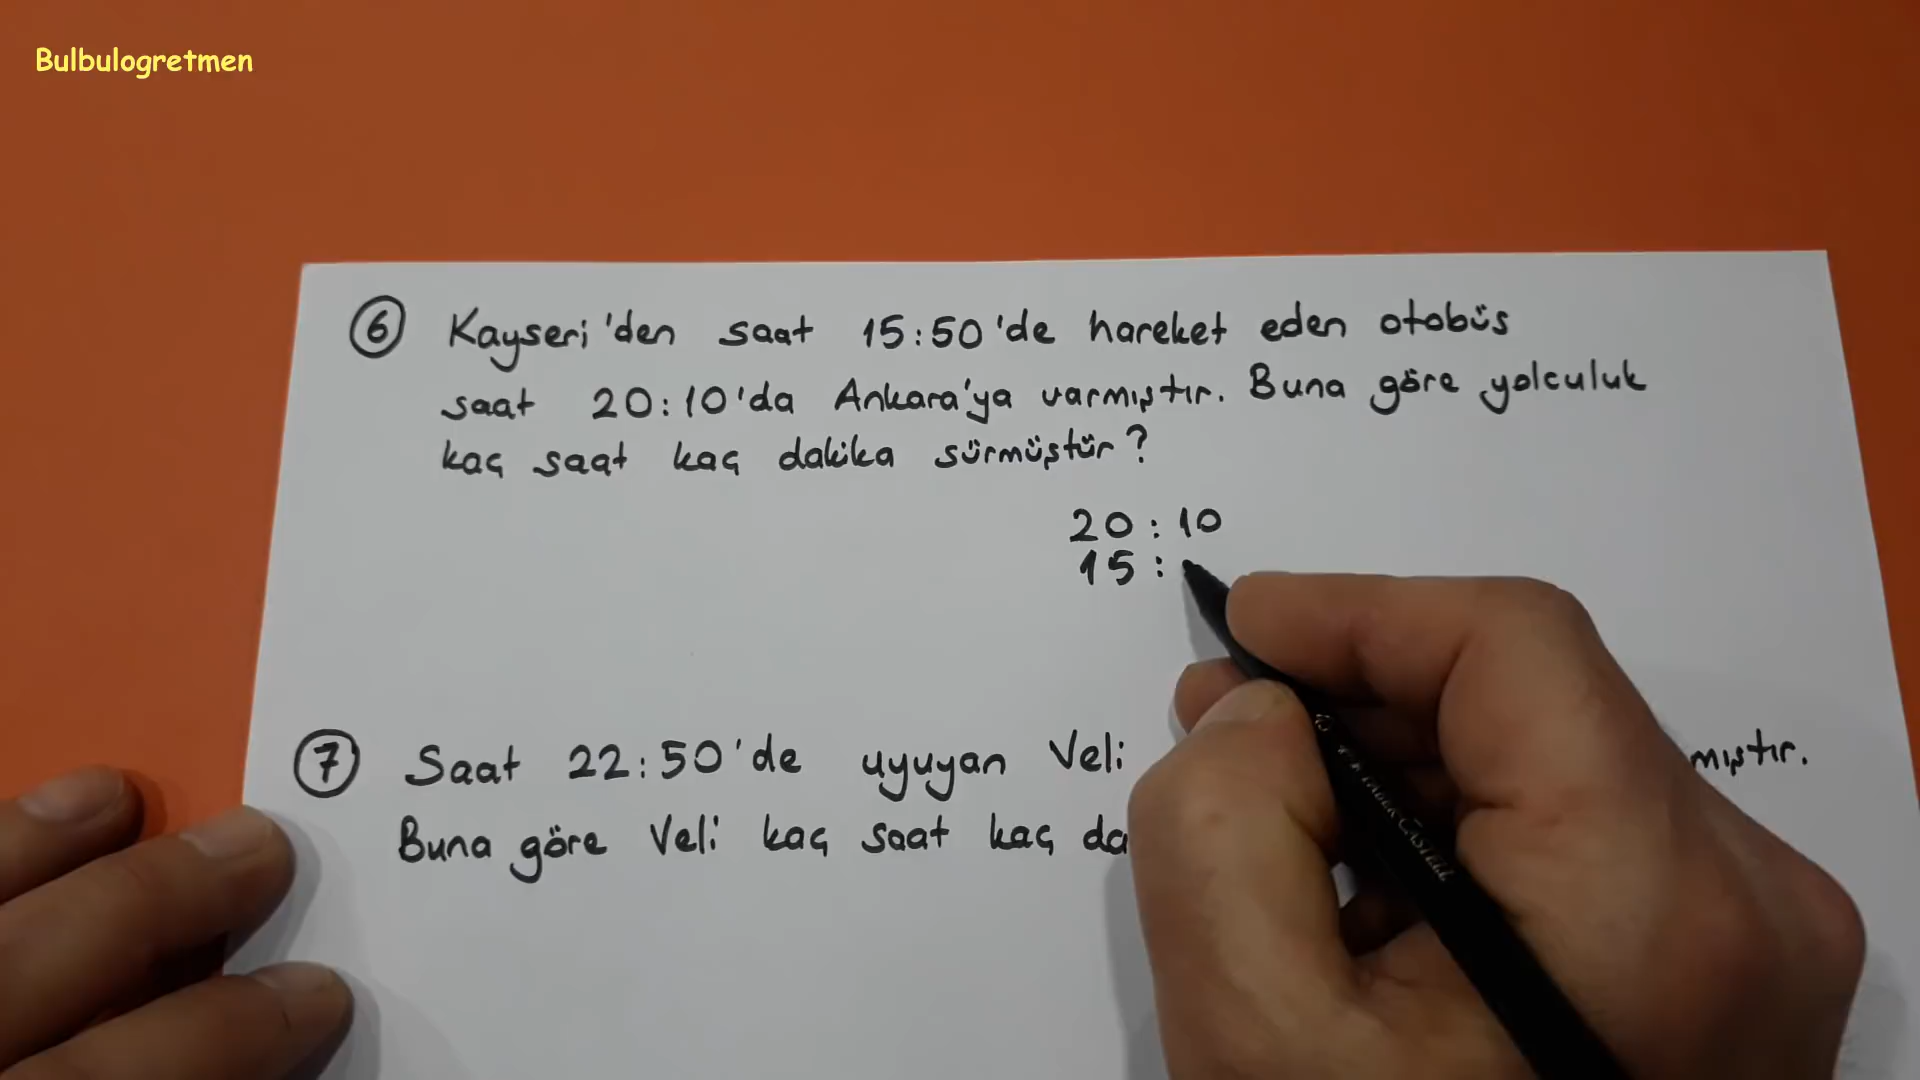 Bulbulogretmen
6 Kayseri'den saat 15:50'de hareket eden otobüs
saat 20:10'da Ankara'ya varmıştır. Buna göre yolculuk
kaç saat kaç dakika sürmüştür?
20:10
15:
7 Saat 22:50'de uyuyan Veli
Buna göre Veli kaç saat kaç
FABER CASTELL